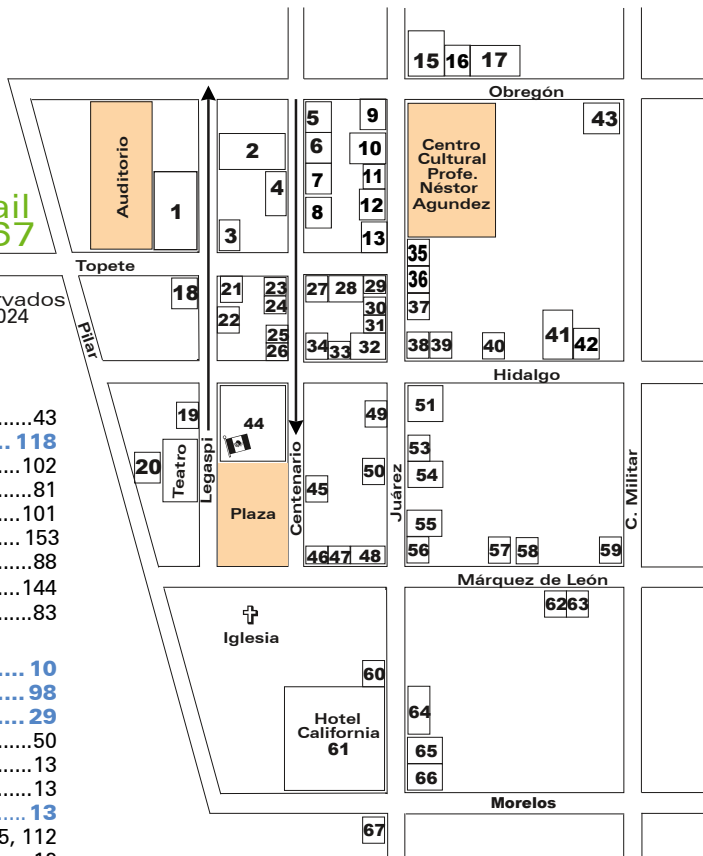 15 16 17
Obregón
5 9 43
Auditorio
2 6 10
Centro
Cultural
Profe.
Néstor
Agundez
4 7 11
1 8 12
ail
67
3 13
Topete
35
36
37
18 21 23 27 28 29
24 30
22 25 31
26 34 33 32 38 39 40 41 42
rvados
024
Pilar
Hidalgo
19 44 49 51
20 Teatro
Legaspi
Centenario
Juárez
C. Militar
45 50 53
54
Plaza
55
46 47 48 56 57 58 59
Márquez de León
62 63
Iglesia
60
Hotel
California
61
64
65
66
Morelos
67
......43
.. 118
....102
......81
....101
.... 153
......88
....144
......83
.... 10
.... 98
.... 29
......50
......13
......13
..... 13
5, 112